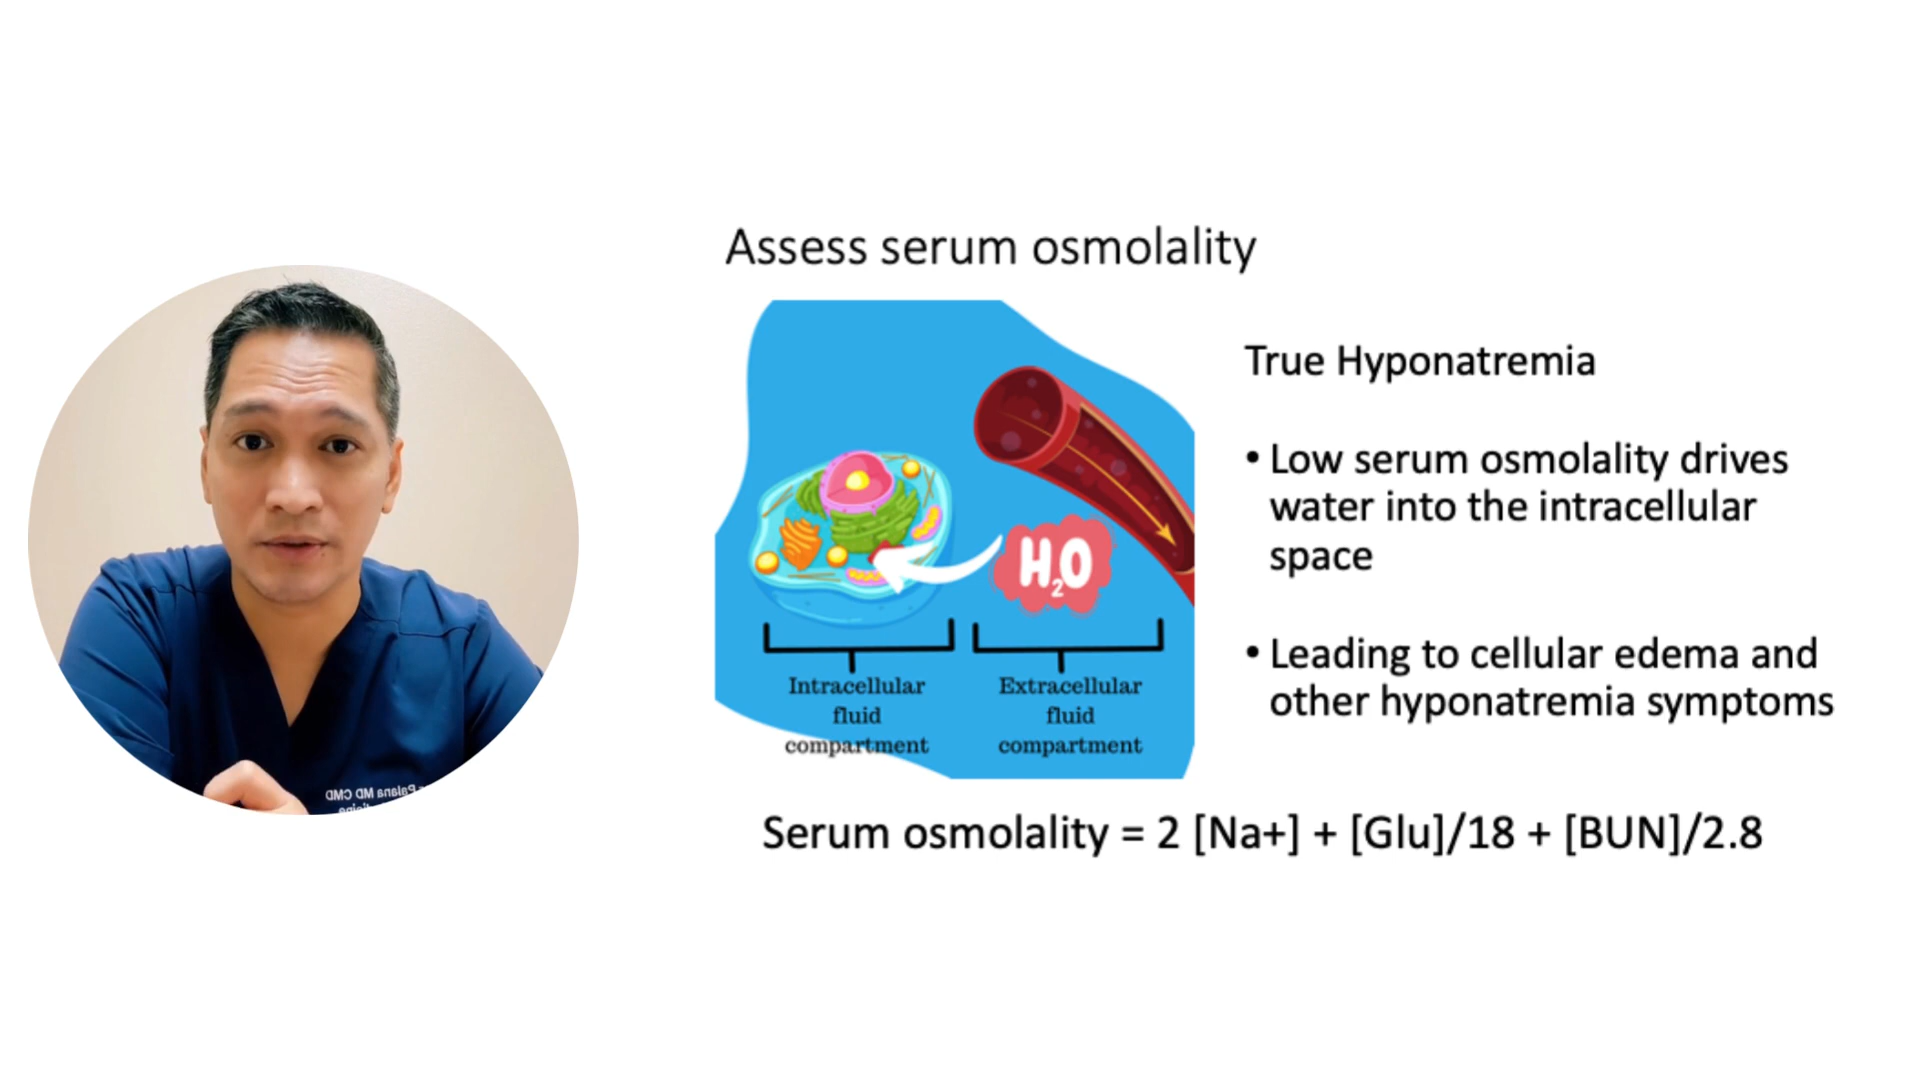 Assess serum osmolality
True Hyponatremia
• Low serum osmolality drives
water into the intracellular
space
• Leading to cellular edema and
other hyponatremia symptoms
H₂O
Intracellular
fluid
compartment
Extracellular
fluid
compartment
Serum osmolality = 2 [Na+] + [Glu]/18 + [BUN]/2.8
MD CMD